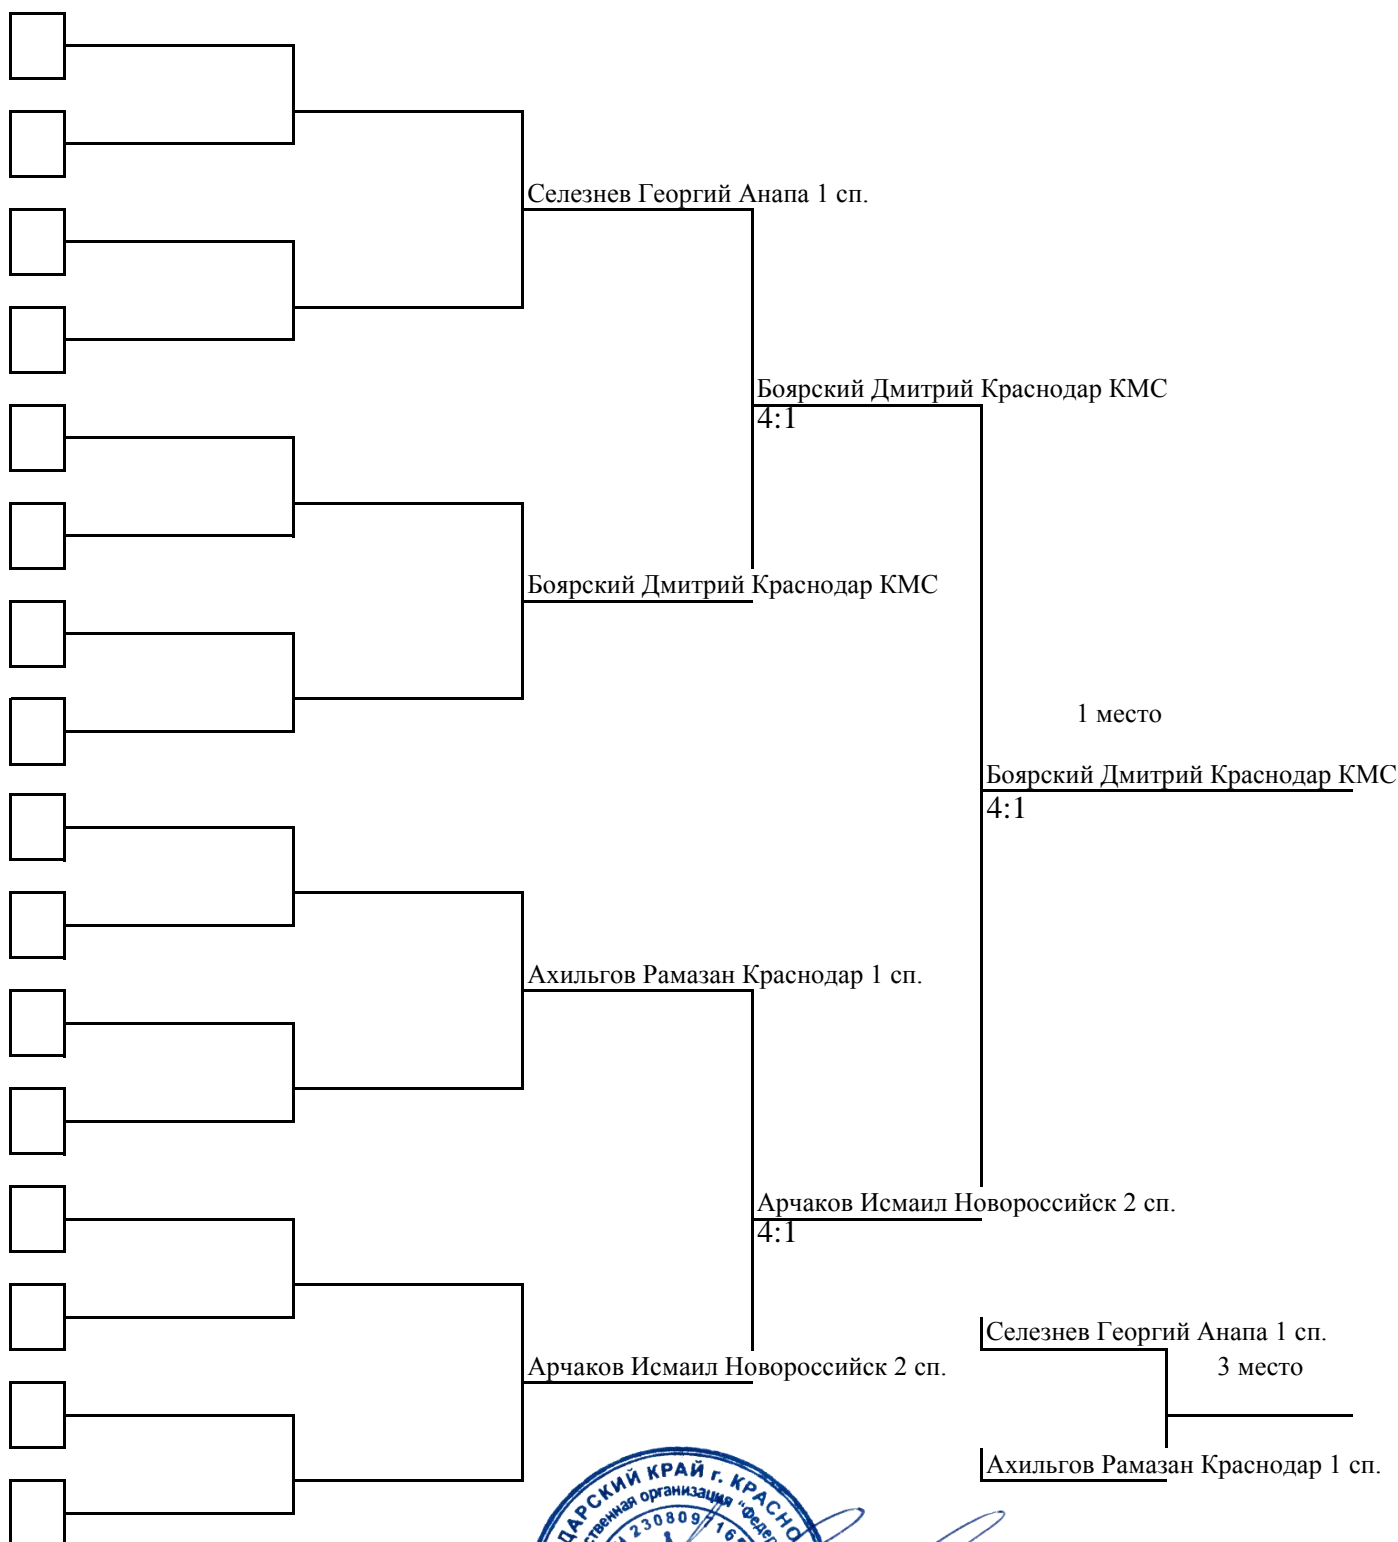 Селезнев Георгий Анапа 1 сп.
Боярский Дмитрий Краснодар КМС
4:1
Боярский Дмитрий Краснодар КМС
1 место
Боярский Дмитрий Краснодар КМС
4:1
Ахильгов Рамазан Краснодар 1 сп.
Арчаков Исмаил Новороссийск 2 сп.
4:1
Селезнев Георгий Анапа 1 сп.
Арчаков Исмаил Новороссийск 2 сп.
3 место
Ахильгов Рамазан Краснодар 1 сп.
КРАЙ г.
организация